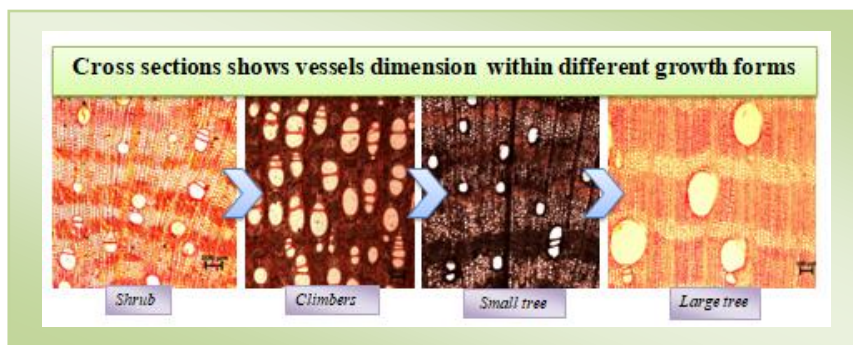 Cross sections shows vessels dimension within different growth forms
Shrub
Climbers
Small tree
Large tree